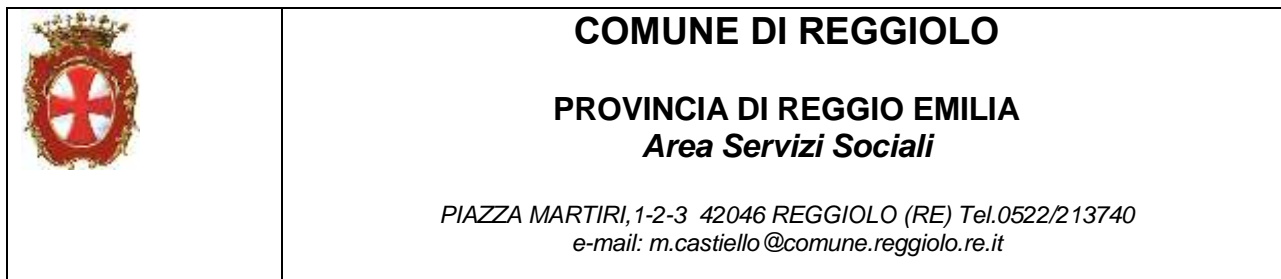 COMUNE DI REGGIOLO
PROVINCIA DI REGGIO EMILIA
Area Servizi Sociali
PIAZZA MARTIRI,1-2-3 42046 REGGIOLO (RE) Tel.0522/213740
e-mail: m.castiello@comune.reggiolo.re.it